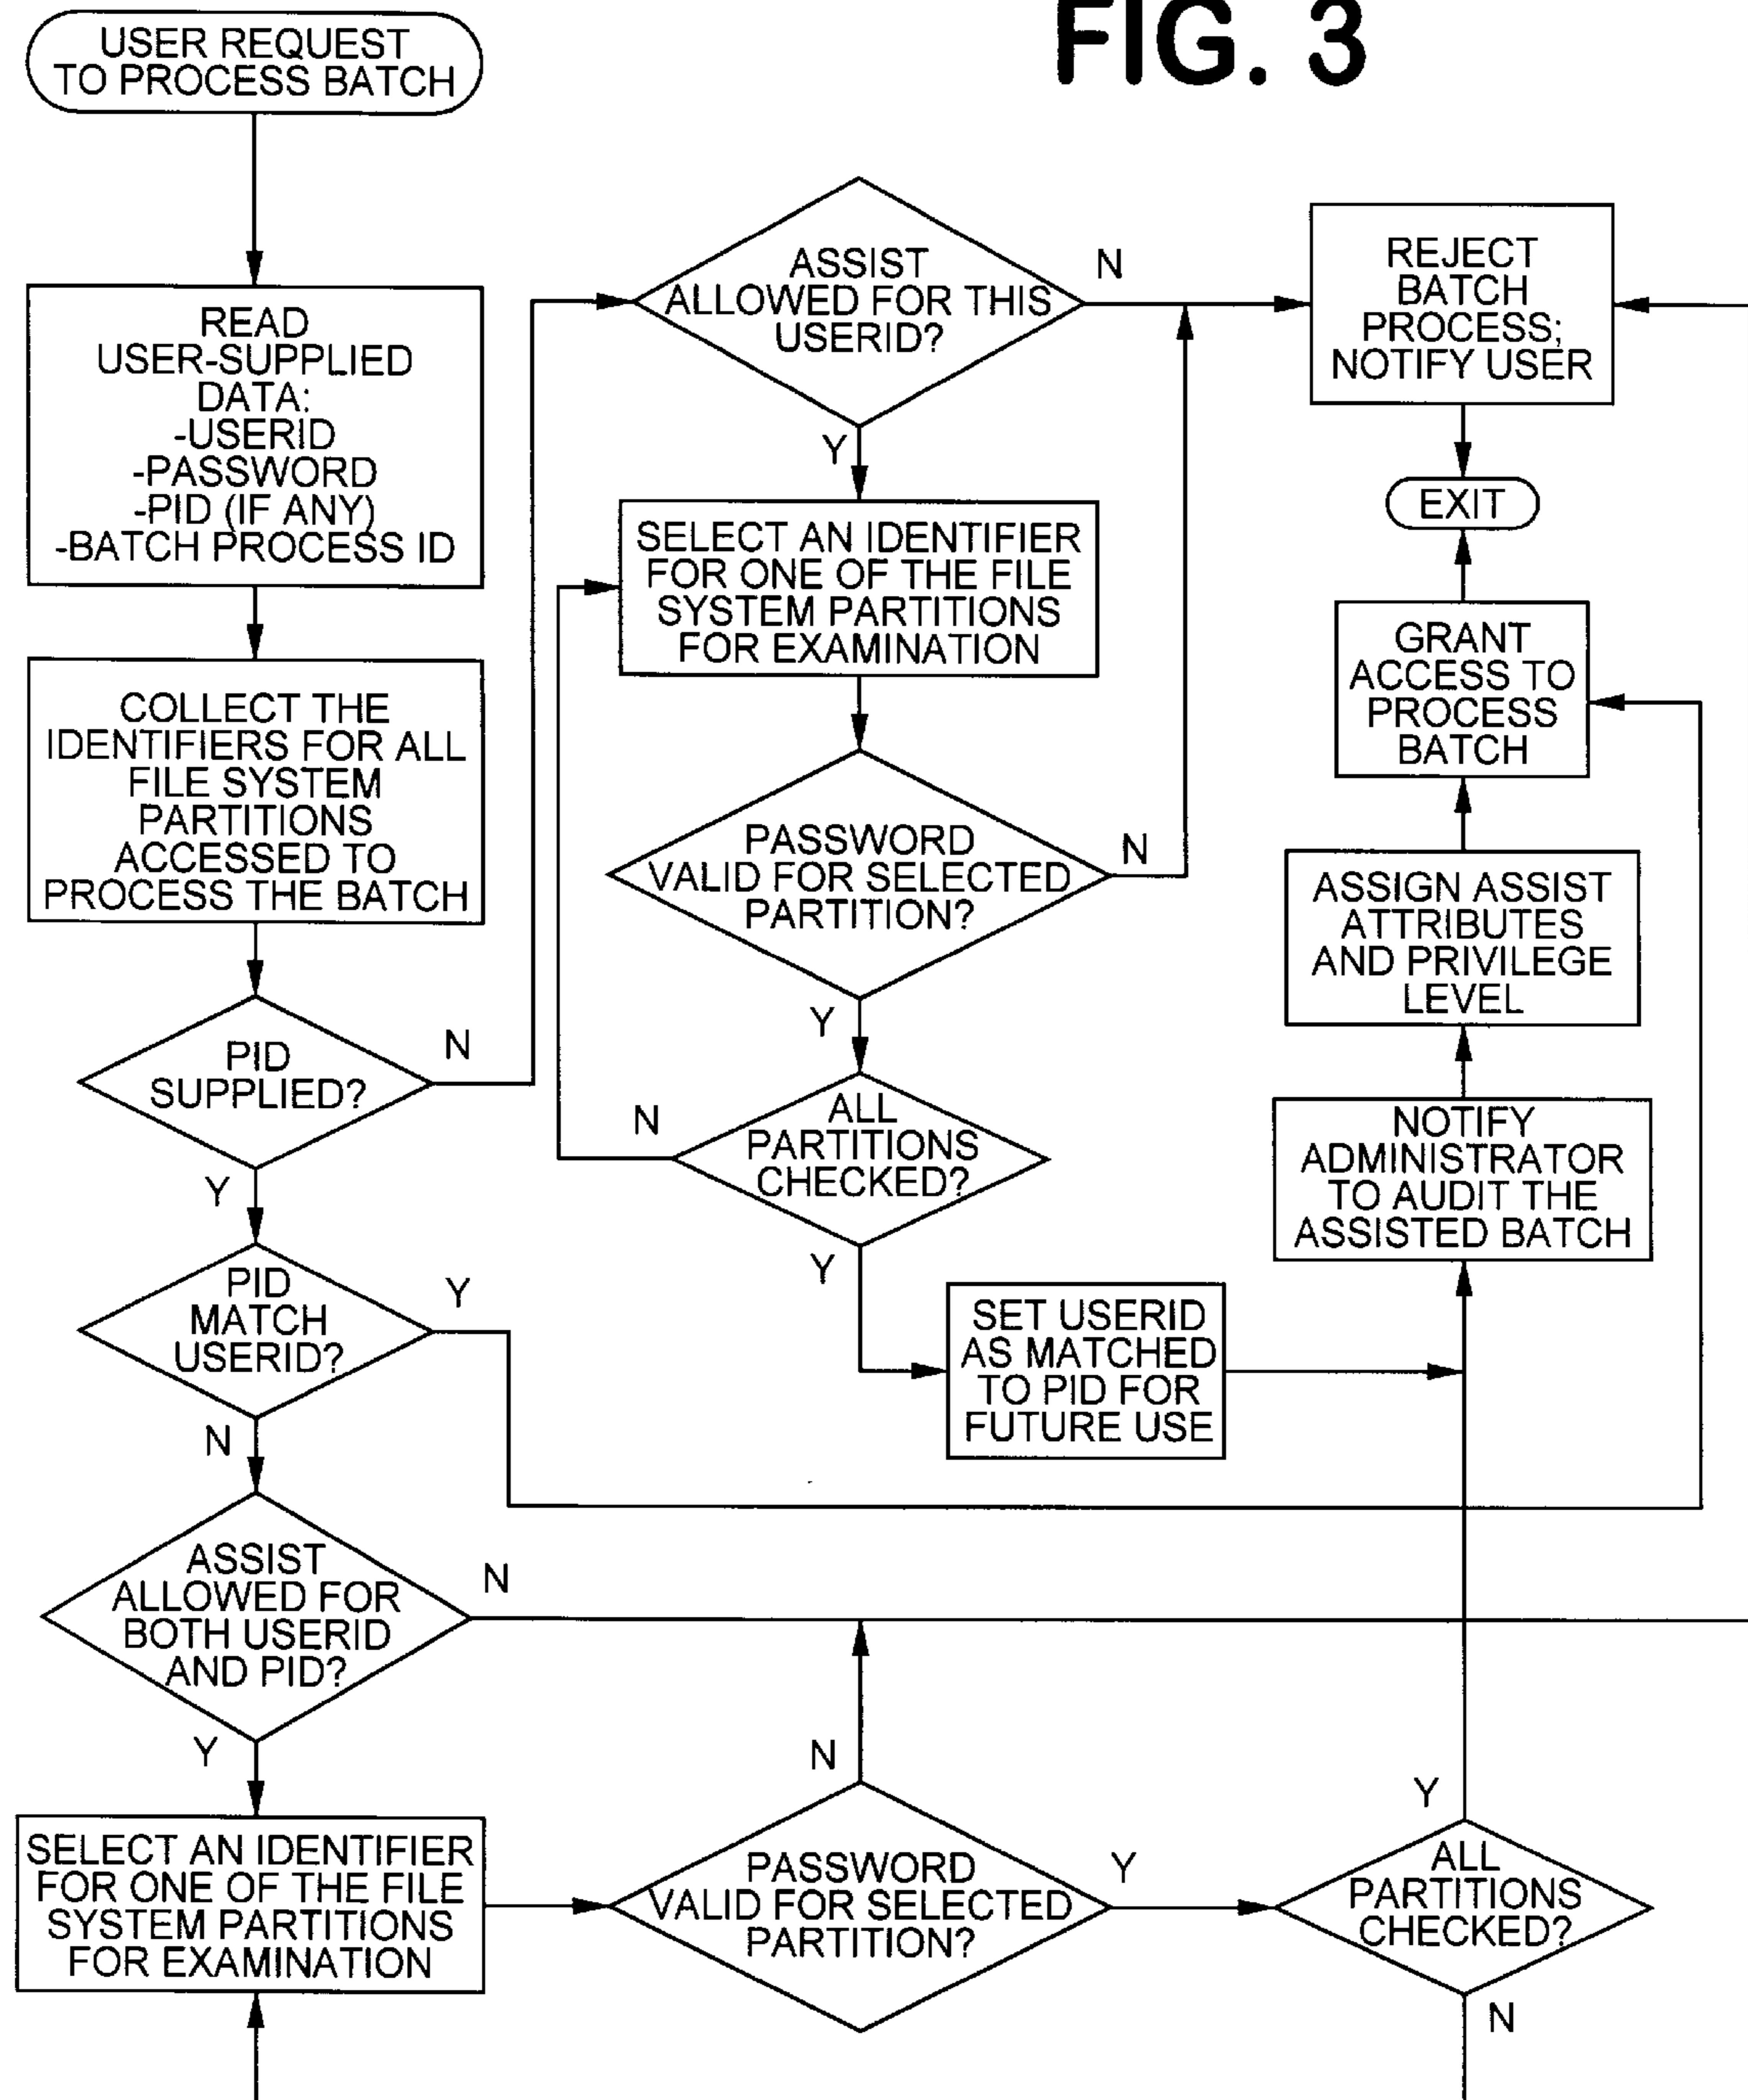 FIG. 3
USER REQUEST
TO PROCESS BATCH
READ
USER-SUPPLIED
DATA:
-USERID
-PASSWORD
-PID (IF ANY)
-BATCH PROCESS ID
COLLECT THE
IDENTIFIERS FOR ALL
FILE SYSTEM
PARTITIONS
ACCESSED TO
PROCESS THE BATCH
PID
SUPPLIED?
N
Y
PID
MATCH
USERID?
Y
N
ASSIST
ALLOWED FOR
BOTH USERID
AND PID?
N
Y
SELECT AN IDENTIFIER
FOR ONE OF THE FILE
SYSTEM PARTITIONS
FOR EXAMINATION
ASSIST
ALLOWED FOR THIS
USERID?
N
Y
SELECT AN IDENTIFIER
FOR ONE OF THE FILE
SYSTEM PARTITIONS
FOR EXAMINATION
PASSWORD
VALID FOR SELECTED
PARTITION?
N
Y
ALL
PARTITIONS
CHECKED?
N
Y
SET USERID
AS MATCHED
TO PID FOR
FUTURE USE
N
PASSWORD
VALID FOR SELECTED
PARTITION?
Y
REJECT
BATCH
PROCESS;
NOTIFY USER
EXIT
GRANT
ACCESS TO
PROCESS
BATCH
ASSIGN ASSIST
ATTRIBUTES
AND PRIVILEGE
LEVEL
NOTIFY
ADMINISTRATOR
TO AUDIT THE
ASSISTED BATCH
Y
ALL
PARTITIONS
CHECKED?
N